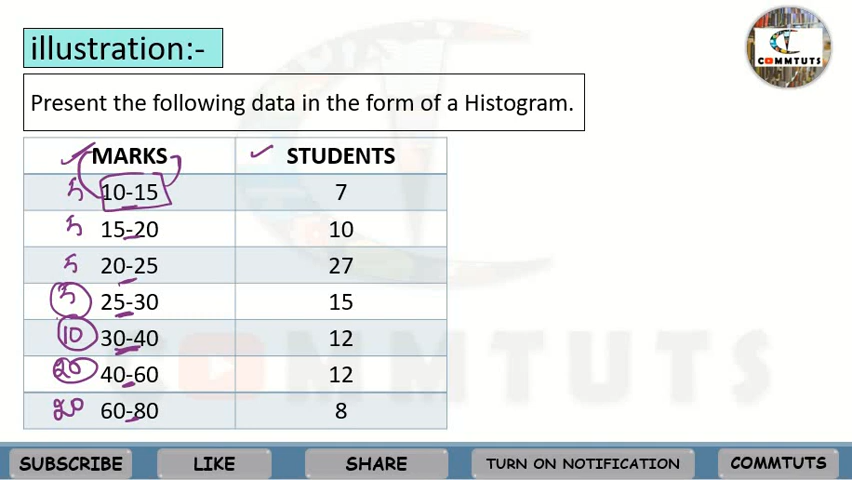 illustration:-
COMMTUTS
Present the following data in the form of a Histogram.
MARKS STUDENTS
5 10-15 7
5 15-20 10
5 20-25 27
5 25-30 15
10 30-40 12
20 40-60 12
20 60-80 8
COMMTUTS
SUBSCRIBE LIKE SHARE TURN ON NOTIFICATION COMMTUTS